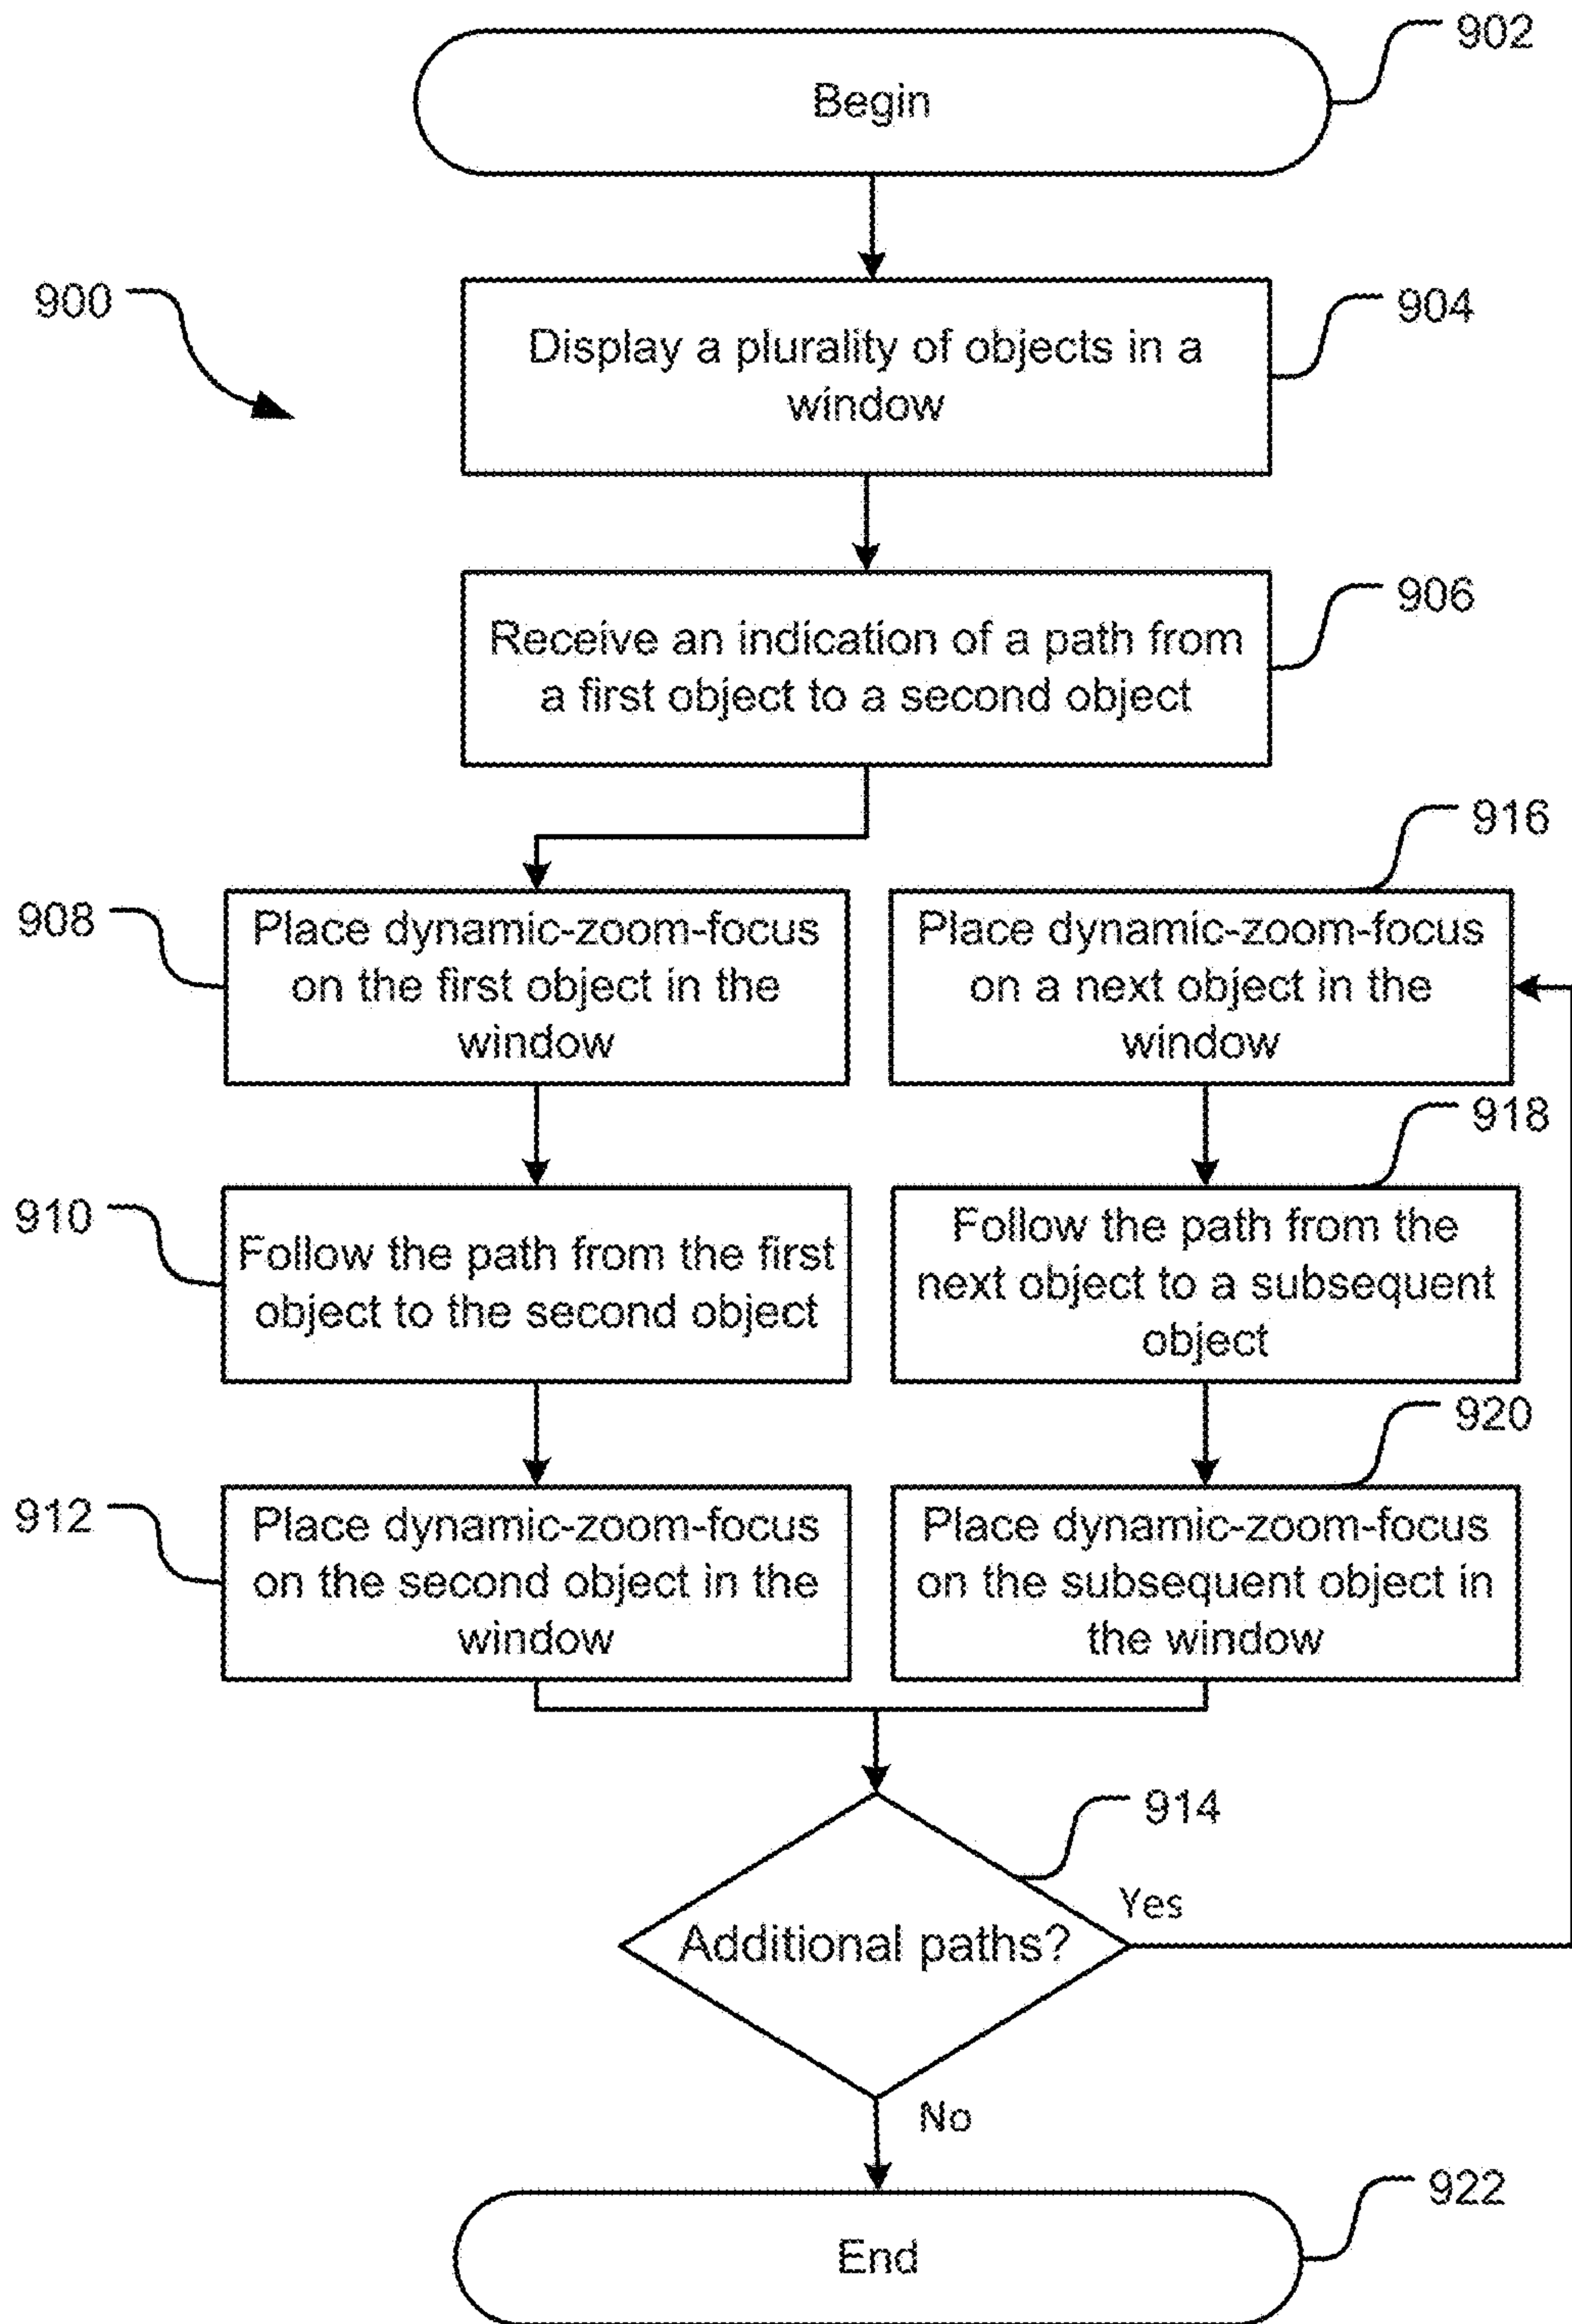 902
Begin
900
904
Display a plurality of objects in a
window
906
Receive an indication of a path from
a first object to a second object
916
908
Place dynamic-zoom-focus
on the first object in the
window
Place dynamic-zoom-focus
on a next object in the
window
918
910
Follow the path from the first
object to the second object
Follow the path from the
next object to a subsequent
object
920
912
Place dynamic-zoom-focus
on the second object in the
window
Place dynamic-zoom-focus
on the subsequent object in
the window
914
Additional paths?
Yes
No
922
End